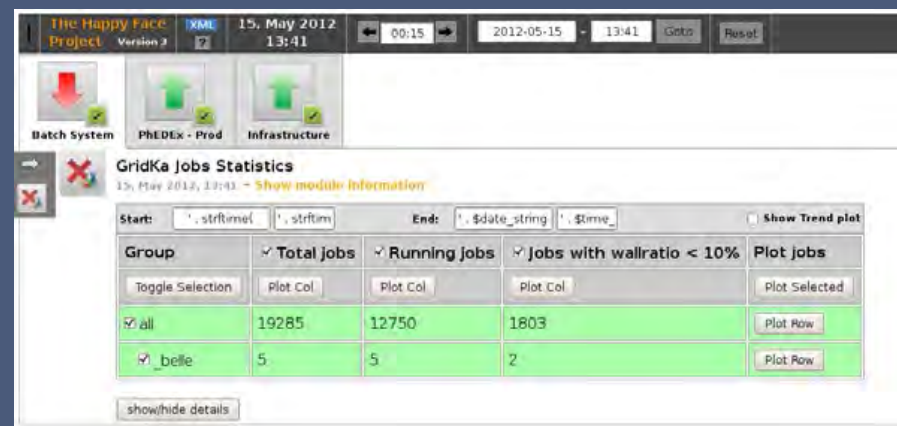 The Happy Face
Project Version 3
XML
?
15. May 2012
13:41
00:15
2012-05-15 - 13:41 Goto Reset
Batch System
PhEDEx - Prod
Infrastructure
GridKa Jobs Statistics
15. May 2012, 13:41 - Show module information
Start: '. strftime( '. strftim End: '. $date_string '. $time_ Show Trend plot
Group Total jobs Running jobs Jobs with wallratio < 10% Plot jobs
Toggle Selection Plot Col Plot Col Plot Col Plot Selected
all 19285 12750 1803 Plot Row
_belle 5 5 2 Plot Row
show/hide details